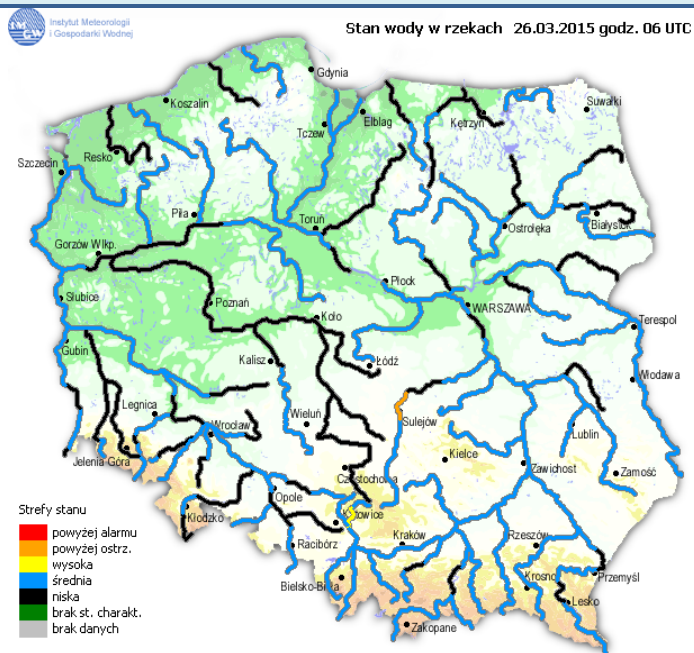 Instytut Meteorologii
i Gospodarki Wodnej
Stan wody w rzekach 26.03.2015 godz. 06 UTC
Gdynia
Koszalin
Suwałki
Elbląg
Tczew
Kętrzyn
Resko
Szczecin
Piła
Toruń
Białystok
Ostrołęka
Gorzów Wlkp.
Płock
Słubice
Poznań
WARSZAWA
Koło
Terespol
Gubin
Kalisz
Łódź
Włodawa
Legnica
Wieluń
Sulejów
Wrocław
Lublin
Jelenia Góra
Kielce
Zawichost
Zamość
Częstochowa
Opole
Kłodzko
Katowice
Kraków
Rzeszów
Racibórz
Bielsko-Biała
Krosno
Przemyśl
Lesko
Zakopane
Strefy stanu
powyżej alarmu
powyżej ostrz.
wysoka
średnia
niska
brak st. charakt.
brak danych